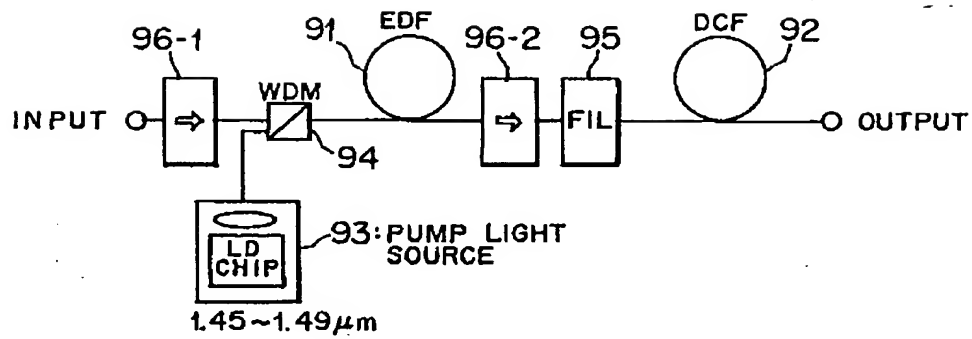 96-1
91
EDF
96-2
95
DCF
92
INPUT
WDM
94
FIL
OUTPUT
LD
CHIP
93:PUMP LIGHT
SOURCE
1.45~1.49μm